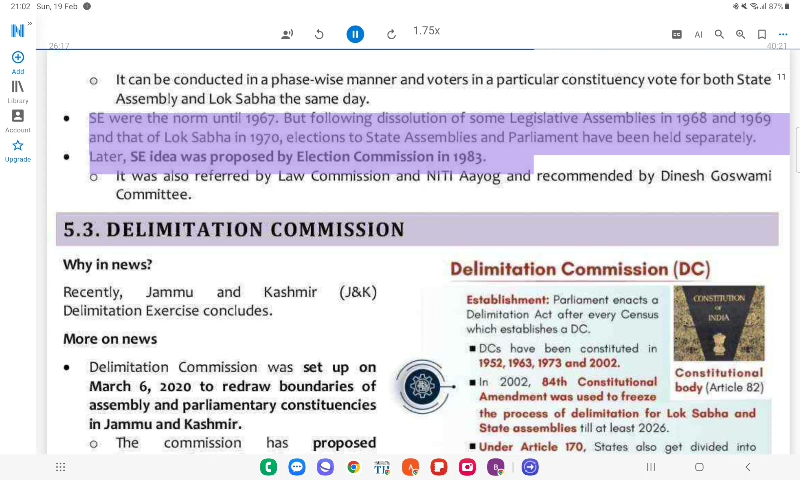 21:02 Sun, 19 Feb
87%
N »
1.75x
AI
26:17
40:21
Add
Library
Account
Upgrade
o It can be conducted in a phase-wise manner and voters in a particular constituency vote for both State 11
Assembly and Lok Sabha the same day.
• SE were the norm until 1967. But following dissolution of some Legislative Assemblies in 1968 and 1969
and that of Lok Sabha in 1970, elections to State Assemblies and Parliament have been held separately.
• Later, SE idea was proposed by Election Commission in 1983.
o It was also referred by Law Commission and NITI Aayog and recommended by Dinesh Goswami
Committee.
5.3. DELIMITATION COMMISSION
Why in news?
Recently, Jammu and Kashmir (J&K)
Delimitation Exercise concludes.
More on news
• Delimitation Commission was set up on
March 6, 2020 to redraw boundaries of
assembly and parliamentary constituencies
in Jammu and Kashmir.
o The commission has proposed
Delimitation Commission (DC)
Establishment: Parliament enacts a
Delimitation Act after every Census
which establishes a DC.
■ DCs have been constituted in
1952, 1963, 1973 and 2002.
■ In 2002, 84th Constitutional
Amendment was used to freeze
the process of delimitation for Lok Sabha and
State assemblies till at least 2026.
■ Under Article 170, States also get divided into
CONSTITUTION
OF
INDIA
Constitutional
body (Article 82)